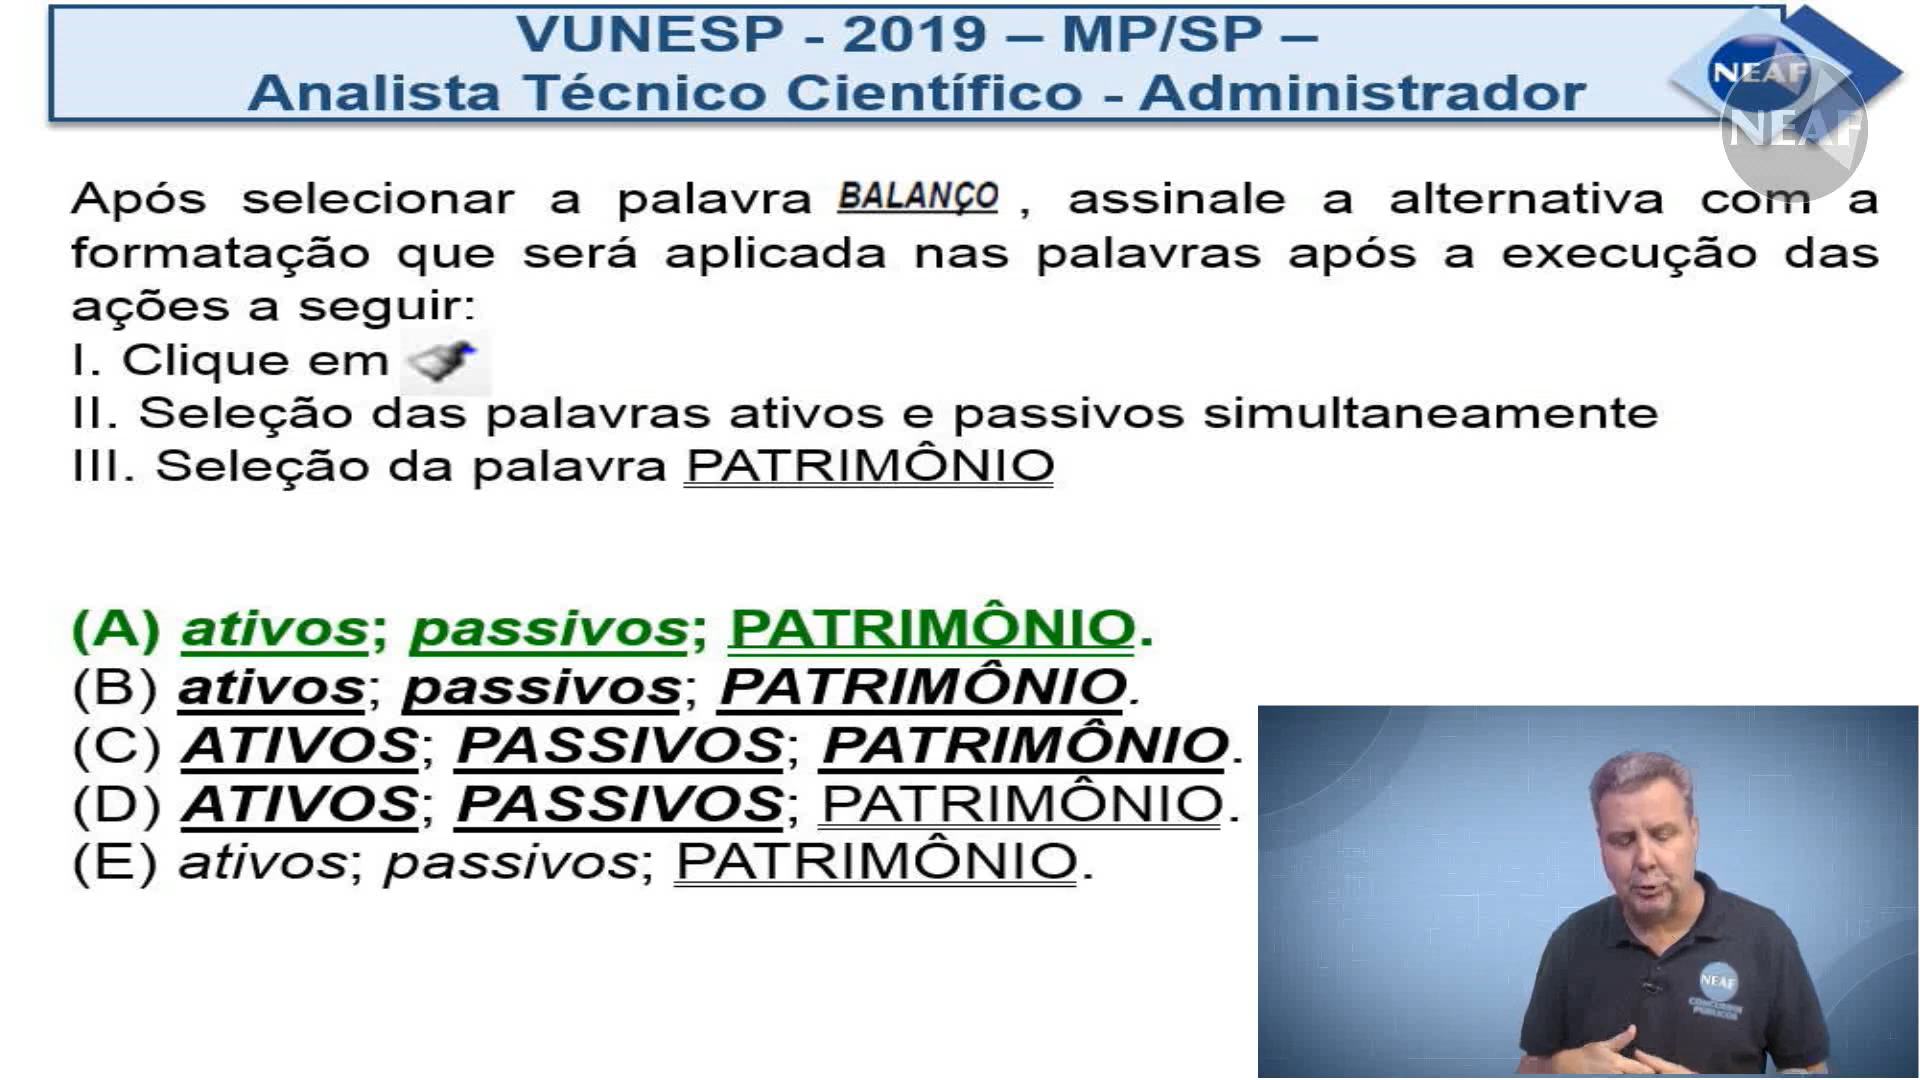 VUNESP - 2019 – MP/SP –
Analista Técnico Científico - Administrador
NEAF
NEAF
Após selecionar a palavra BALANÇO , assinale a alternativa com a
formatação que será aplicada nas palavras após a execução das
ações a seguir:
I. Clique em
II. Seleção das palavras ativos e passivos simultaneamente
III. Seleção da palavra PATRIMÔNIO
(A) ativos; passivos; PATRIMÔNIO.
(B) ativos; passivos; PATRIMÔNIO.
(C) ATIVOS; PASSIVOS; PATRIMÔNIO.
(D) ATIVOS; PASSIVOS; PATRIMÔNIO.
(E) ativos; passivos; PATRIMÔNIO.
NEAF
CONCURSOS
PÚBLICOS